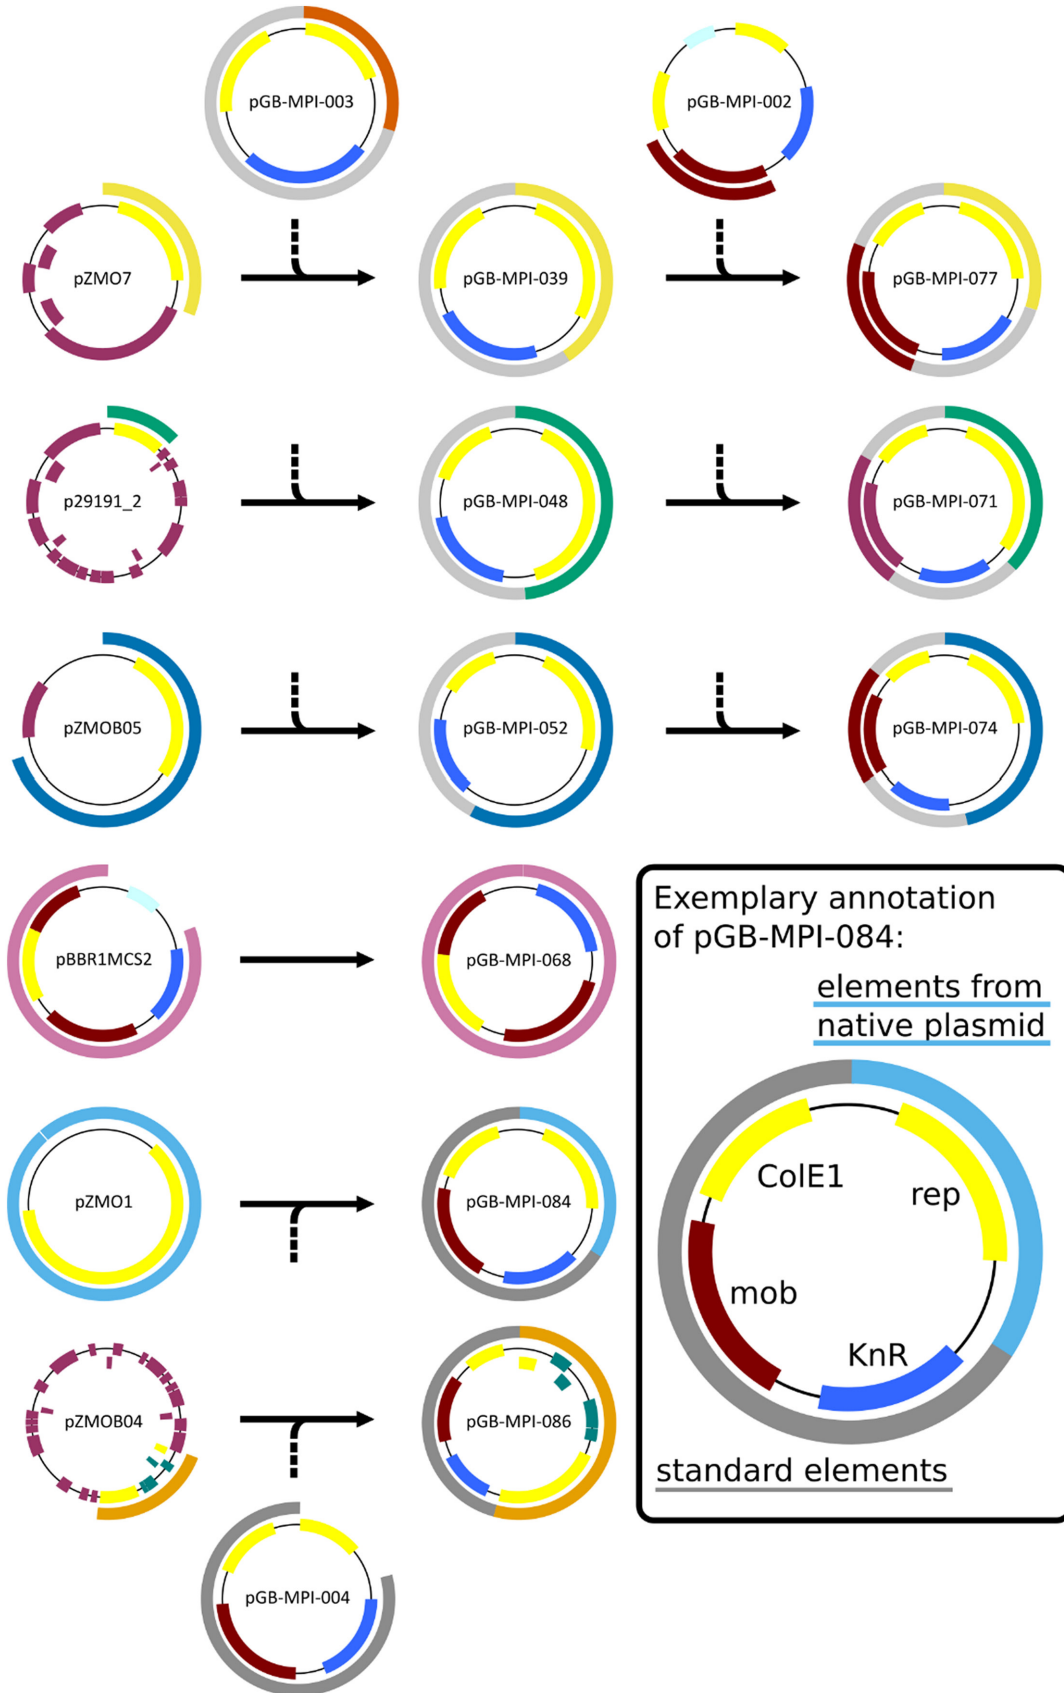 pGB-MPI-003
pGB-MPI-002
pZMO7
pGB-MPI-039
pGB-MPI-077
p29191_2
pGB-MPI-048
pGB-MPI-071
pZMOB05
pGB-MPI-052
pGB-MPI-074
pBBR1MCS2
pGB-MPI-068
Exemplary annotation
of pGB-MPI-084:
elements from
native plasmid
ColE1
rep
mob
KnR
standard elements
pZMO1
pGB-MPI-084
pZMOB04
pGB-MPI-086
pGB-MPI-004